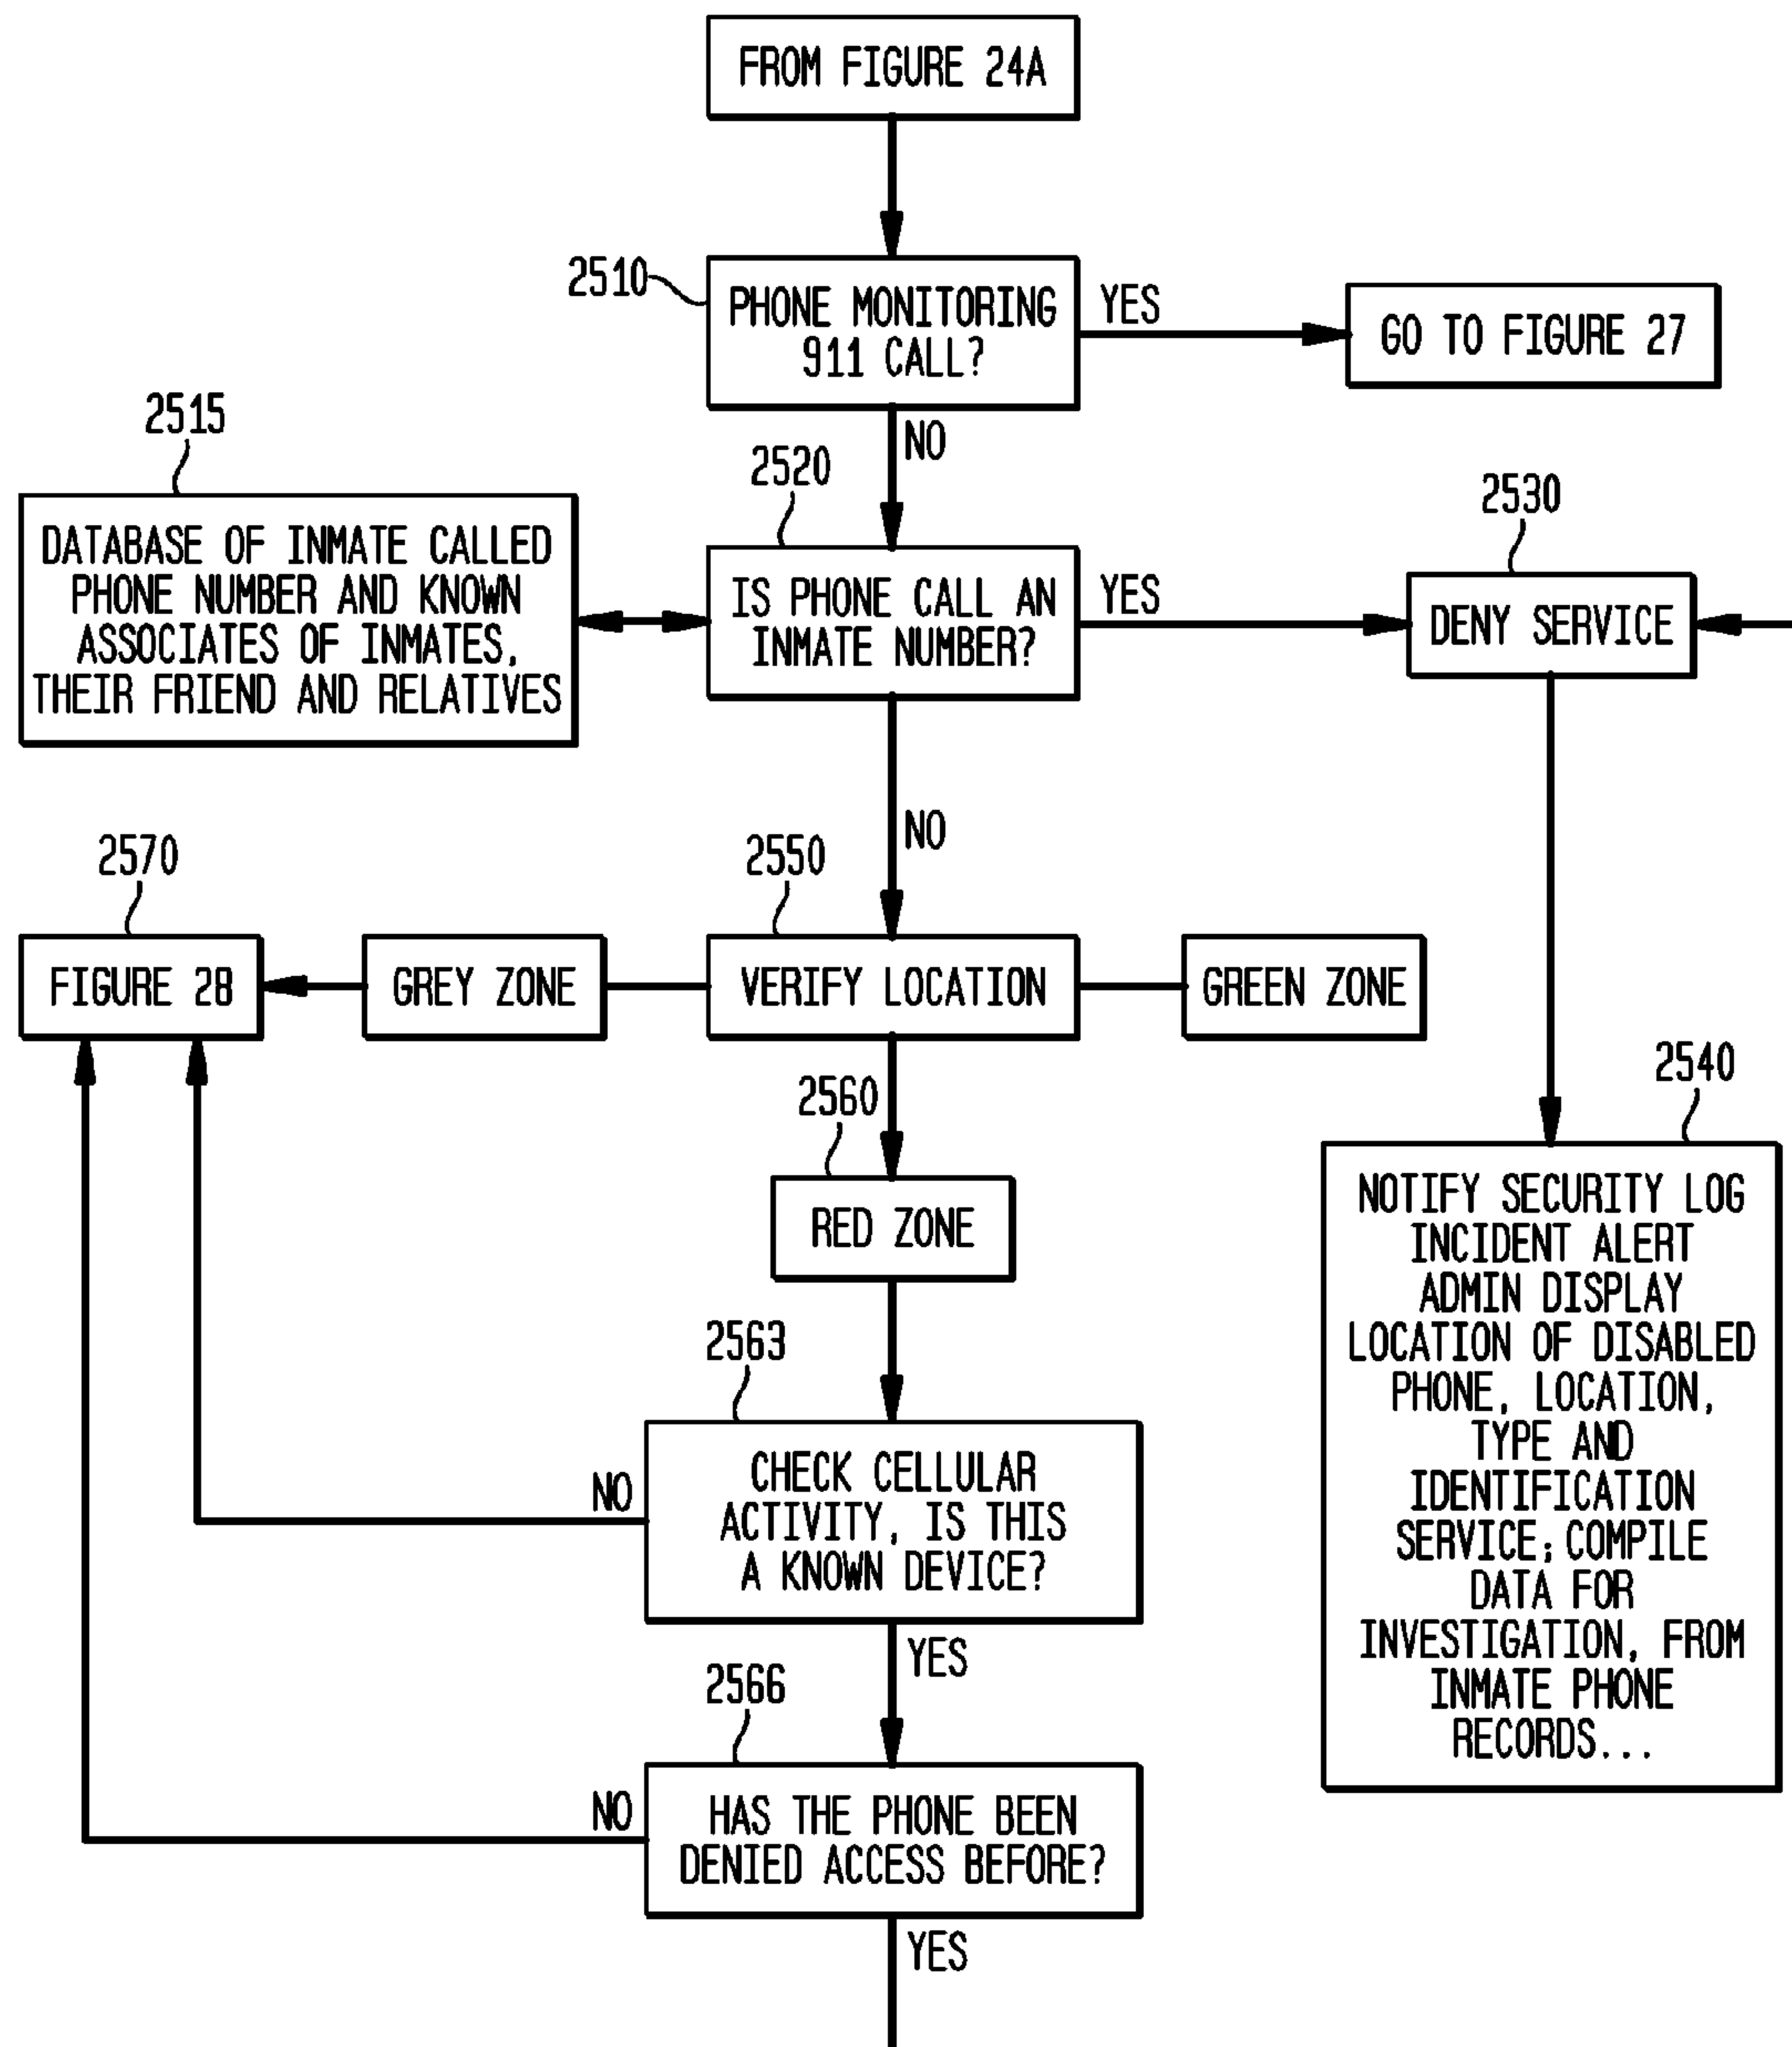 FROM FIGURE 24A
2510
PHONE MONITORING
911 CALL?
YES
GO TO FIGURE 27
NO
2515
DATABASE OF INMATE CALLED
PHONE NUMBER AND KNOWN
ASSOCIATES OF INMATES,
THEIR FRIEND AND RELATIVES
2520
IS PHONE CALL AN
INMATE NUMBER?
YES
2530
DENY SERVICE
NO
2570
FIGURE 28
GREY ZONE
2550
VERIFY LOCATION
GREEN ZONE
2560
RED ZONE
2540
NOTIFY SECURITY LOG
INCIDENT ALERT
ADMIN DISPLAY
LOCATION OF DISABLED
PHONE, LOCATION,
TYPE AND
IDENTIFICATION
SERVICE; COMPILE
DATA FOR
INVESTIGATION, FROM
INMATE PHONE
RECORDS...
2563
CHECK CELLULAR
ACTIVITY, IS THIS
A KNOWN DEVICE?
NO
YES
2566
HAS THE PHONE BEEN
DENIED ACCESS BEFORE?
NO
YES